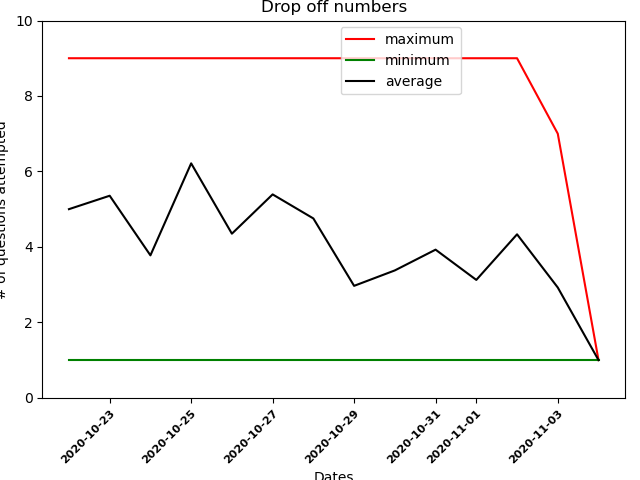 Drop off numbers
10
8
6
4
2
0
# of questions attempted
maximum
minimum
average
2020-10-23
2020-10-25
2020-10-27
2020-10-29
2020-10-31
2020-11-01
2020-11-03
Dates